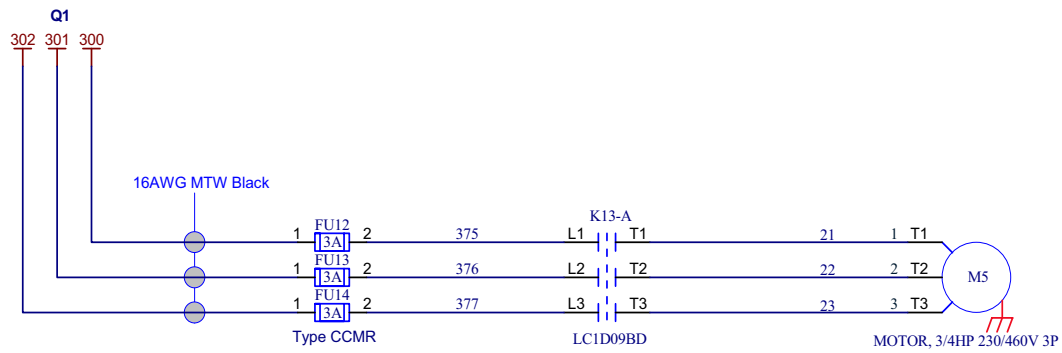 Q1
302 301 300
16AWG MTW Black
K13-A
FU12
1 3A 2 375 L1 T1 21 1 T1
FU13
1 3A 2 376 L2 T2 22 2 T2 M5
FU14
1 3A 2 377 L3 T3 23 3 T3
Type CCMR LC1D09BD MOTOR, 3/4HP 230/460V 3P